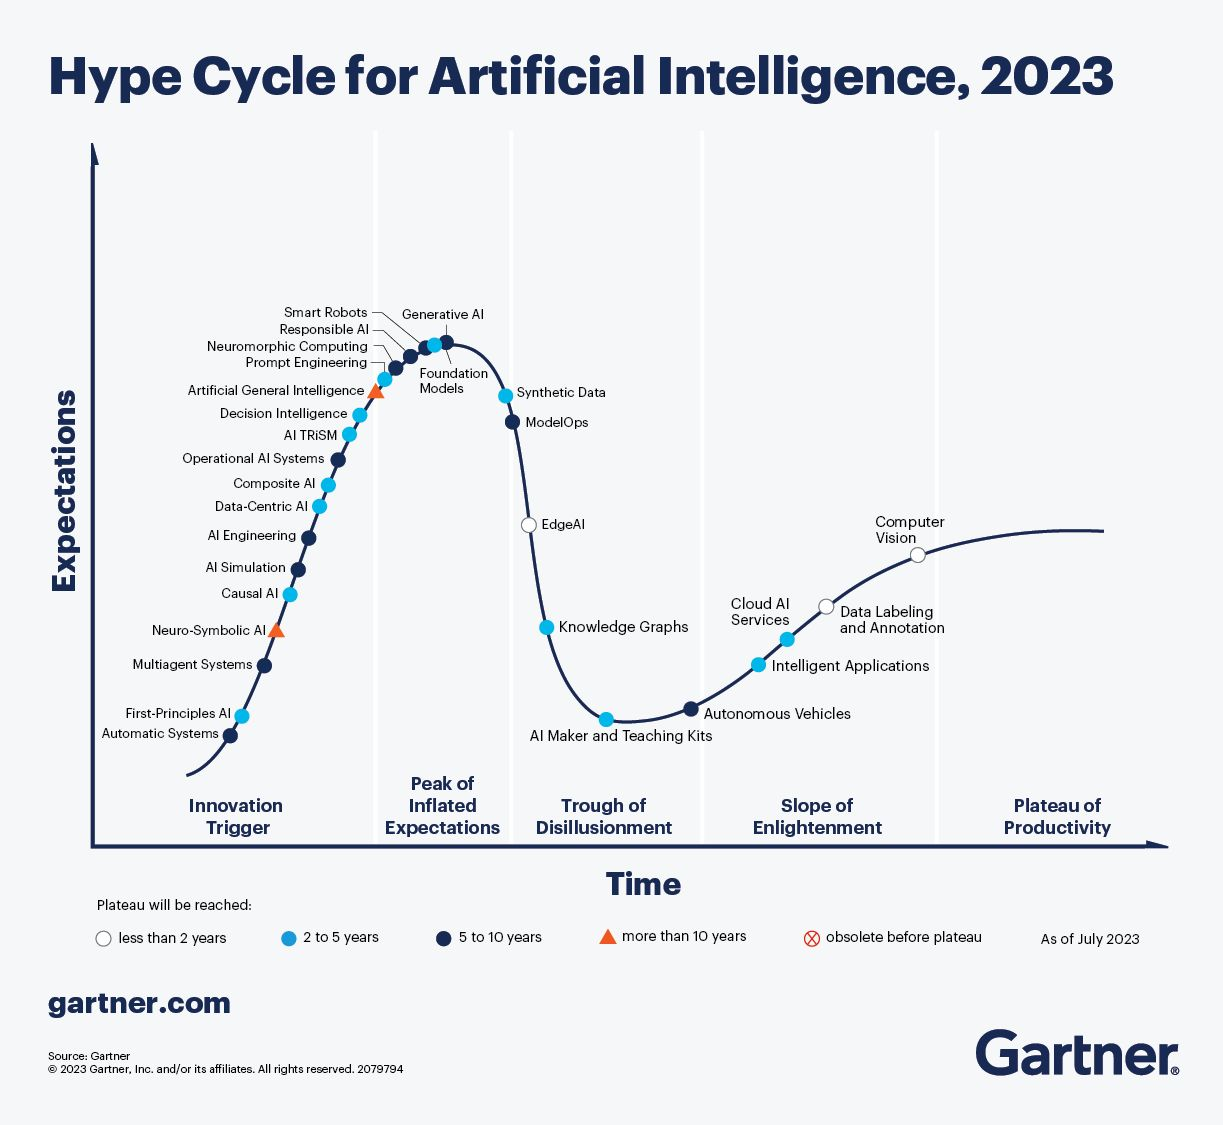 Hype Cycle for Artificial Intelligence, 2023
Expectations
Smart Robots
Generative AI
Responsible AI
Neuromorphic Computing
Prompt Engineering
Foundation
Models
Artificial General Intelligence
Synthetic Data
Decision Intelligence
ModelOps
AI TRiSM
Operational AI Systems
Composite AI
Data-Centric AI
EdgeAI
AI Engineering
Computer
Vision
AI Simulation
Causal AI
Cloud AI
Services
Data Labeling
and Annotation
Neuro-Symbolic AI
Knowledge Graphs
Multiagent Systems
Intelligent Applications
First-Principles AI
Autonomous Vehicles
Automatic Systems
AI Maker and Teaching Kits
Innovation
Trigger
Peak of
Inflated
Expectations
Trough of
Disillusionment
Slope of
Enlightenment
Plateau of
Productivity
Time
Plateau will be reached:
less than 2 years
2 to 5 years
5 to 10 years
more than 10 years
obsolete before plateau
As of July 2023
gartner.com
Source: Gartner
© 2023 Gartner, Inc. and/or its affiliates. All rights reserved. 2079794
Gartner®